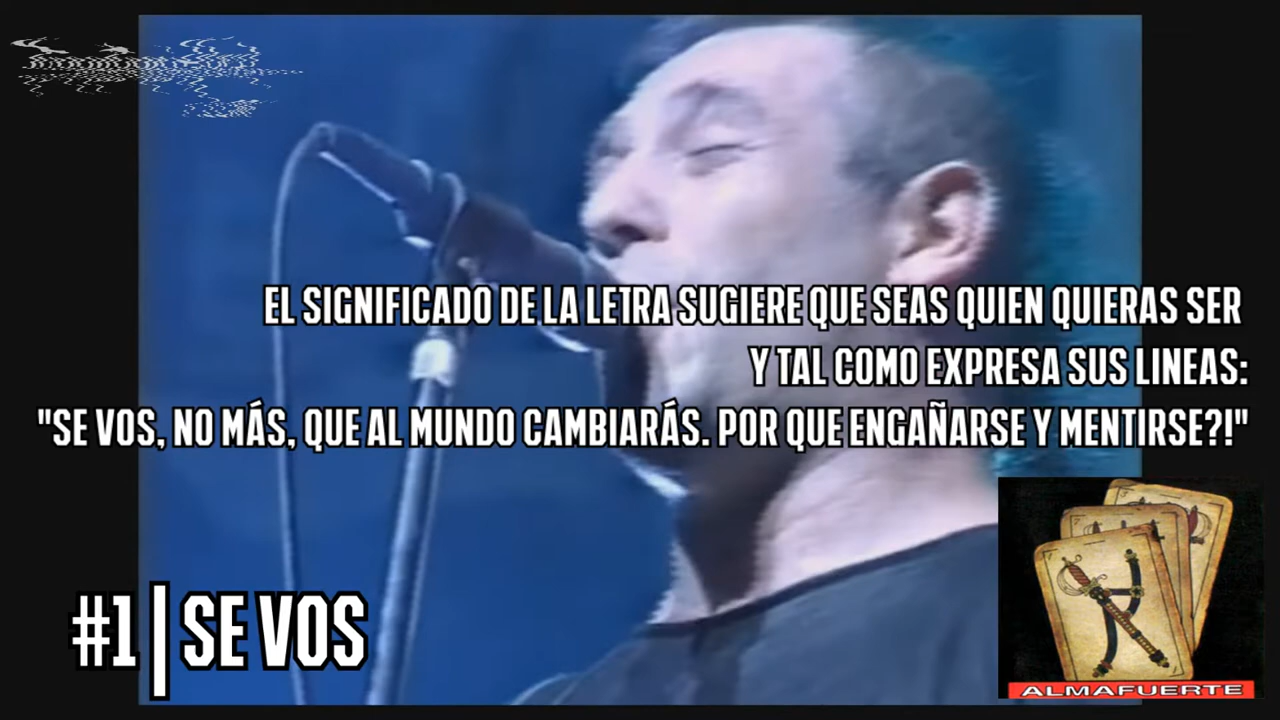 EL SIGNIFICADO DE LA LETRA SUGIERE QUE SEAS QUIEN QUIERAS SER
Y TAL COMO EXPRESA SUS LINEAS:
"SE VOS, NO MÁS, QUE AL MUNDO CAMBIARÁS. POR QUE ENGAÑARSE Y MENTIRSE?!"
#1 | SE VOS
ALMAFUERTE